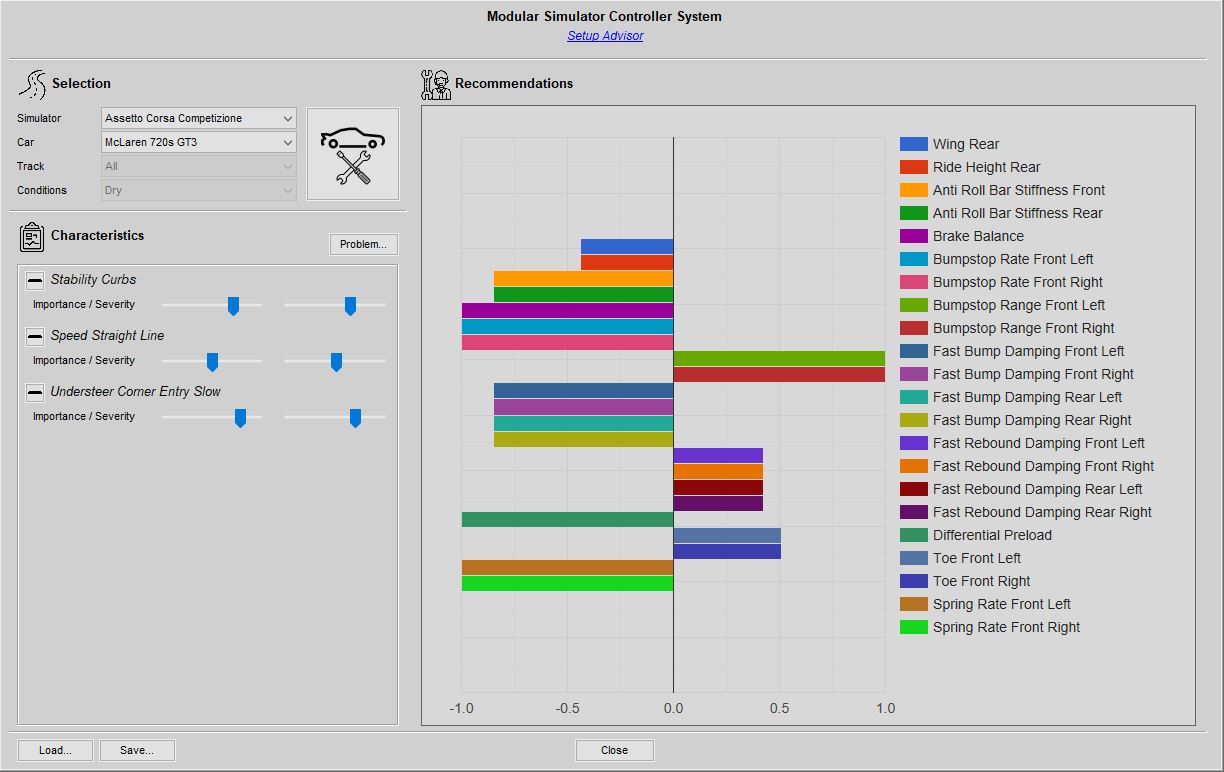 Modular Simulator Controller System
Setup Advisor
Selection
Simulator
Assetto Corsa Competizione
Car
McLaren 720s GT3
Track
All
Conditions
Dry
Characteristics
Problem...
Stability Curbs
Importance / Severity
Speed Straight Line
Importance / Severity
Understeer Corner Entry Slow
Importance / Severity
Recommendations
Wing Rear
Ride Height Rear
Anti Roll Bar Stiffness Front
Anti Roll Bar Stiffness Rear
Brake Balance
Bumpstop Rate Front Left
Bumpstop Rate Front Right
Bumpstop Range Front Left
Bumpstop Range Front Right
Fast Bump Damping Front Left
Fast Bump Damping Front Right
Fast Bump Damping Rear Left
Fast Bump Damping Rear Right
Fast Rebound Damping Front Left
Fast Rebound Damping Front Right
Fast Rebound Damping Rear Left
Fast Rebound Damping Rear Right
Differential Preload
Toe Front Left
Toe Front Right
Spring Rate Front Left
Spring Rate Front Right
-1.0 -0.5 0.0 0.5 1.0
Load... Save... Close